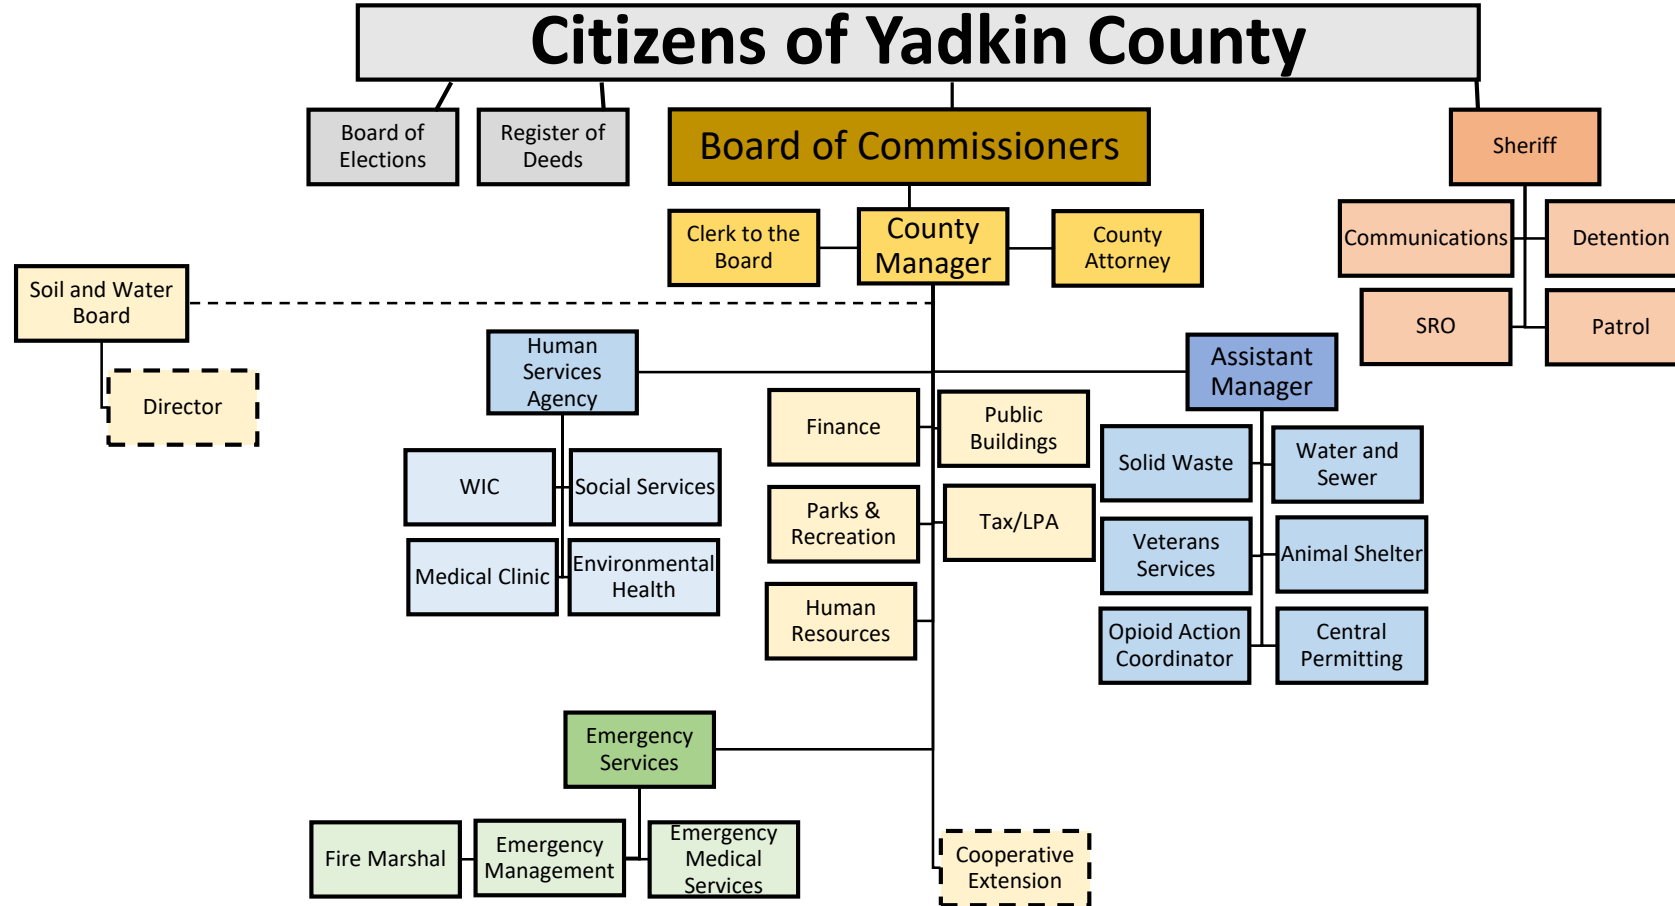 Citizens of Yadkin County
Board of
Elections
Register of
Deeds
Board of Commissioners
Sheriff
Clerk to the
Board
County
Manager
County
Attorney
Communications
Detention
SRO
Patrol
Soil and Water
Board
Director
Human
Services
Agency
Assistant
Manager
WIC
Social Services
Medical Clinic
Environmental
Health
Finance
Public
Buildings
Parks &
Recreation
Tax/LPA
Human
Resources
Solid Waste
Water and
Sewer
Veterans
Services
Animal Shelter
Opioid Action
Coordinator
Central
Permitting
Emergency
Services
Fire Marshal
Emergency
Management
Emergency
Medical
Services
Cooperative
Extension